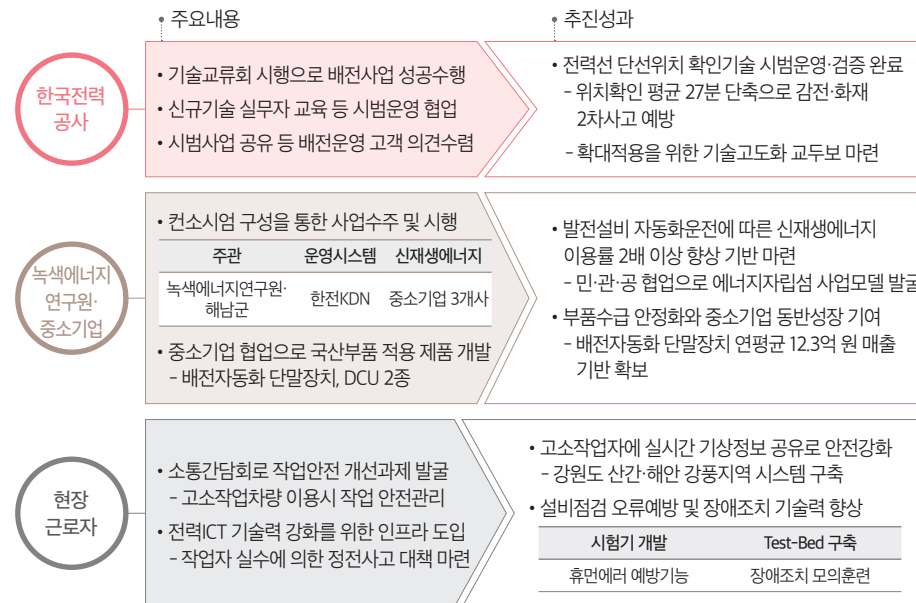 주요내용
추진성과
한국전력
공사
• 기술교류회 시행으로 배전사업 성공수행
• 신규기술 실무자 교육 등 시범운영 협업
• 시범사업 공유 등 배전운영 고객 의견수렴
• 전력선 단선위치 확인기술 시범운영·검증 완료
- 위치확인 평균 27분 단축으로 감전·화재
2차사고 예방
- 확대적용을 위한 기술고도화 교두보 마련
녹색에너지
연구원·
중소기업
• 컨소시엄 구성을 통한 사업수주 및 시행
주관 운영시스템 신재생에너지
녹색에너지연구원·
해남군
한전KDN 중소기업 3개사
• 중소기업 협업으로 국산부품 적용 제품 개발
- 배전자동화 단말장치, DCU 2종
• 발전설비 자동화운전에 따른 신재생에너지
이용률 2배 이상 향상 기반 마련
- 민·관·공 협업으로 에너지자립섬 사업모델 발굴
• 부품수급 안정화와 중소기업 동반성장 기여
- 배전자동화 단말장치 연평균 12.3억 원 매출
기반 확보
현장
근로자
• 소통간담회로 작업안전 개선과제 발굴
- 고소작업차량 이용시 작업 안전관리
• 전력ICT 기술력 강화를 위한 인프라 도입
- 작업자 실수에 의한 정전사고 대책 마련
• 고소작업자에 실시간 기상정보 공유로 안전강화
- 강원도 산간·해안 강풍지역 시스템 구축
• 설비점검 오류예방 및 장애조치 기술력 향상
시험기 개발 Test-Bed 구축
휴먼에러 예방기능 장애조치 모의훈련